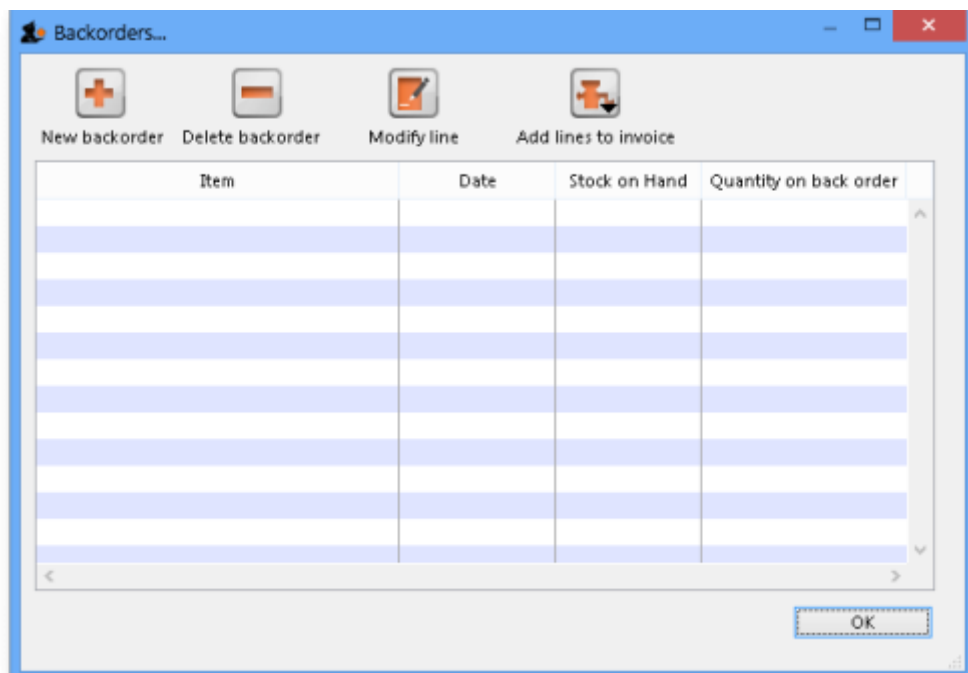 Backorders...
New backorder Delete backorder Modify line Add lines to invoice
Item Date Stock on Hand Quantity on back order
OK